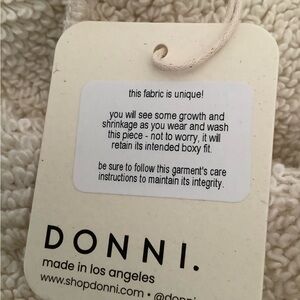 this fabric is unique!
you will see some growth and
shrinkage as you wear and wash
this piece - not to worry, it will
retain its intended boxy fit.
be sure to follow this garment's care
instructions to maintain its integrity.
DONNI.
made in los angeles
www.shopdonni.com •